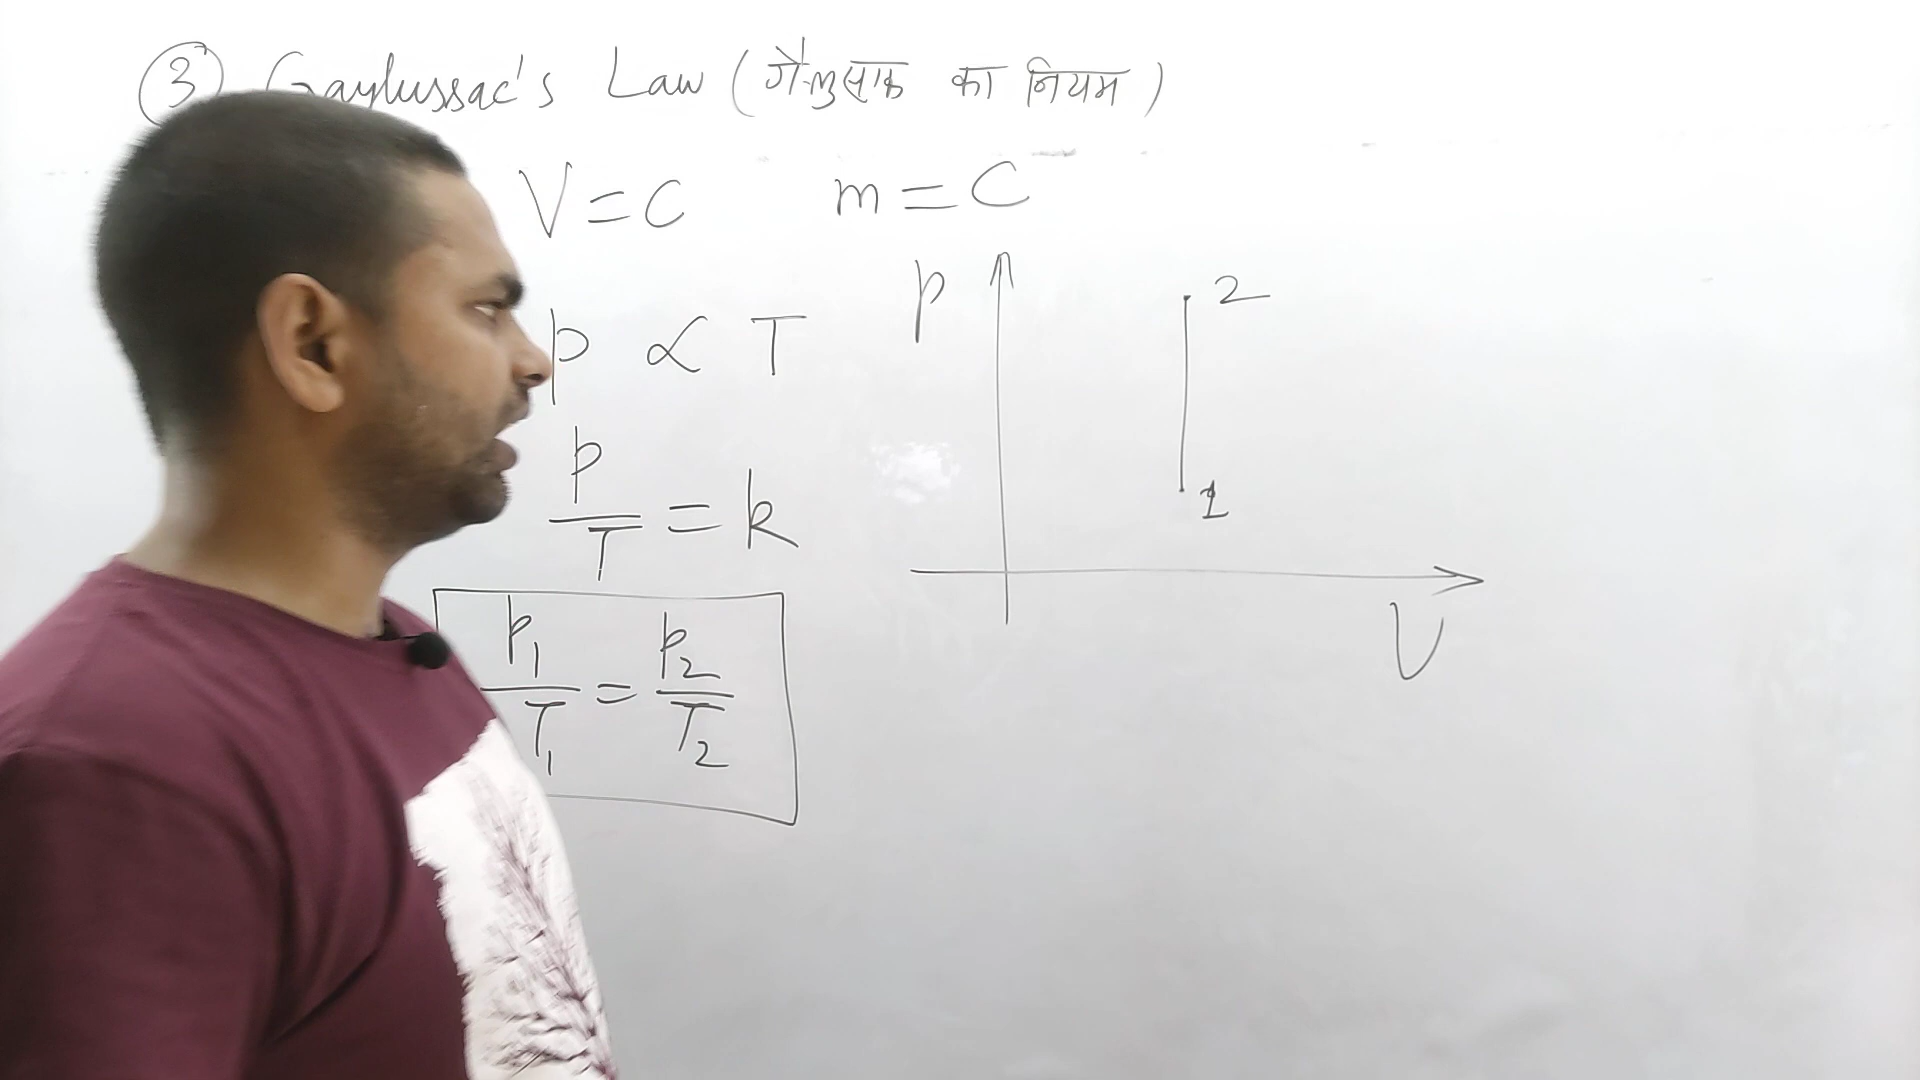 ③ Gaylussac's Law (गैलुसाक का नियम)
V = C m = C
p ∝ T
p/T = k
p₁/T₁ = p₂/T₂
p
2
1
V